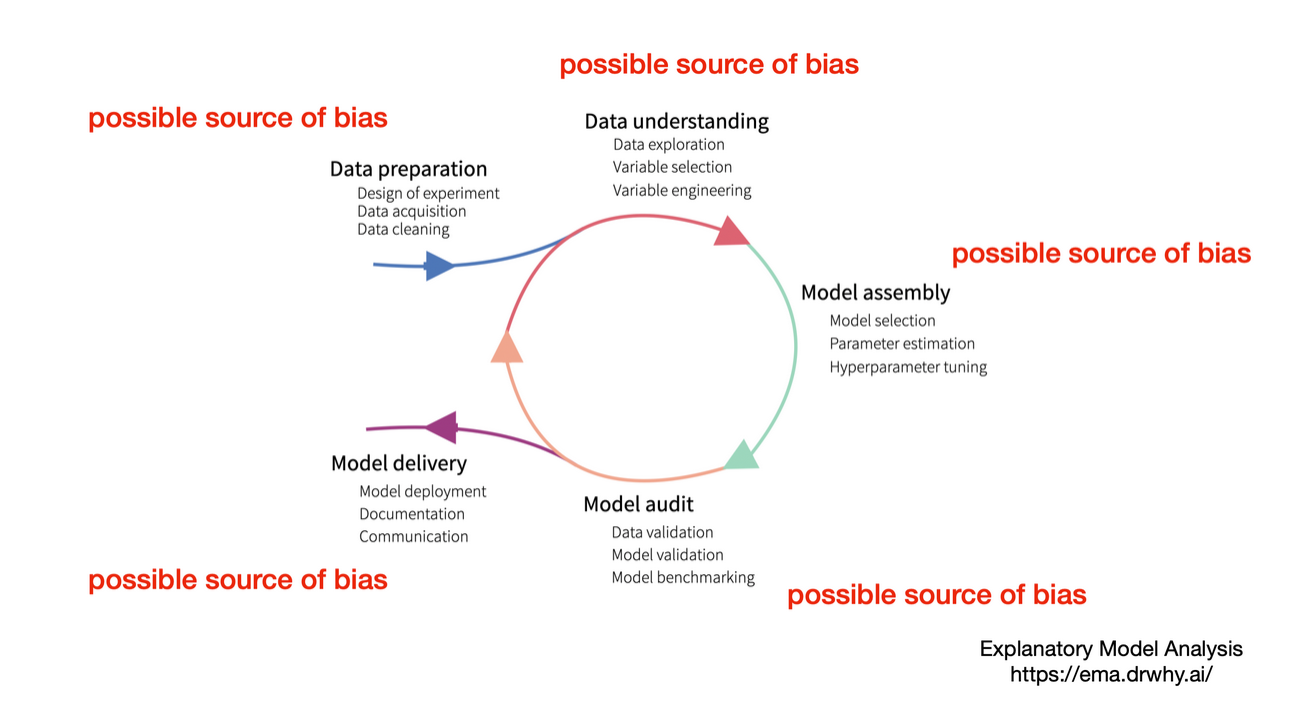 possible source of bias
possible source of bias
Data understanding
Data exploration
Variable selection
Variable engineering
Data preparation
Design of experiment
Data acquisition
Data cleaning
possible source of bias
Model assembly
Model selection
Parameter estimation
Hyperparameter tuning
Model delivery
Model deployment
Documentation
Communication
possible source of bias
Model audit
Data validation
Model validation
Model benchmarking
possible source of bias
Explanatory Model Analysis
https://ema.drwhy.ai/